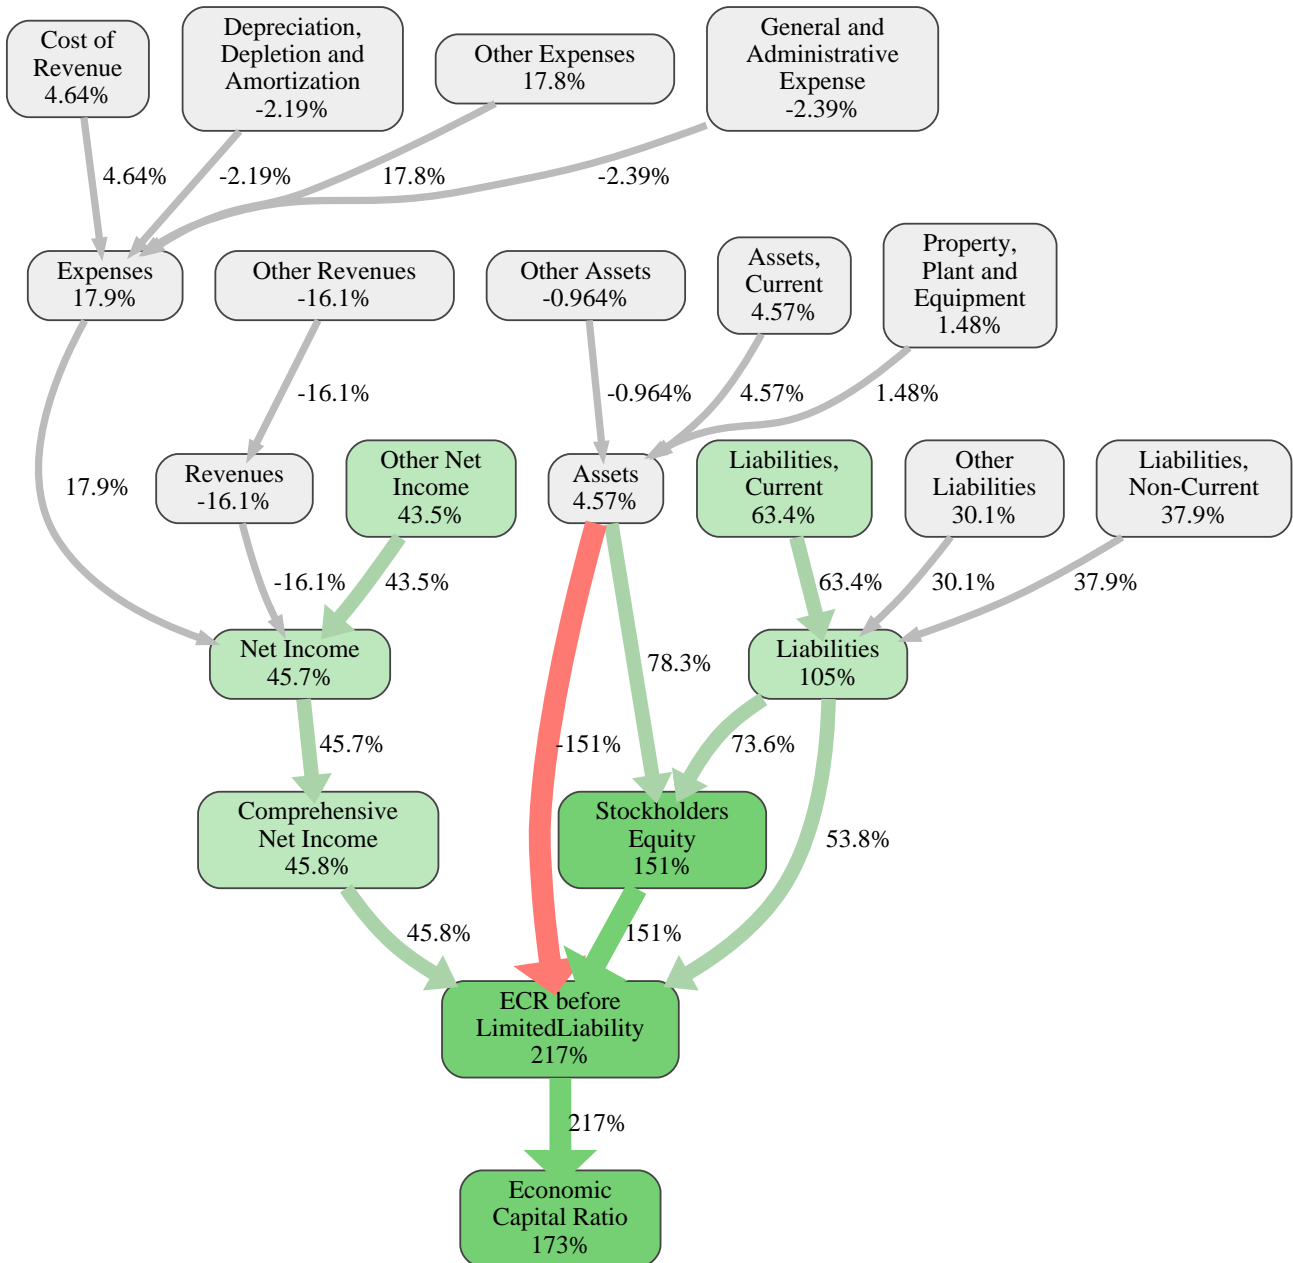 Cost of
Revenue
4.64%
Depreciation,
Depletion and
Amortization
-2.19%
Other Expenses
17.8%
General and
Administrative
Expense
-2.39%
4.64%
-2.19%
17.8%
-2.39%
Expenses
17.9%
Other Revenues
-16.1%
Other Assets
-0.964%
Assets,
Current
4.57%
Property,
Plant and
Equipment
1.48%
-16.1%
-0.964%
4.57%
1.48%
17.9%
Revenues
-16.1%
Other Net
Income
43.5%
Assets
4.57%
Liabilities,
Current
63.4%
Other
Liabilities
30.1%
Liabilities,
Non-Current
37.9%
-16.1%
43.5%
63.4%
30.1%
37.9%
Net Income
45.7%
78.3%
Liabilities
105%
45.7%
-151%
73.6%
Comprehensive
Net Income
45.8%
Stockholders
Equity
151%
53.8%
45.8%
151%
ECR before
LimitedLiability
217%
217%
Economic
Capital Ratio
173%